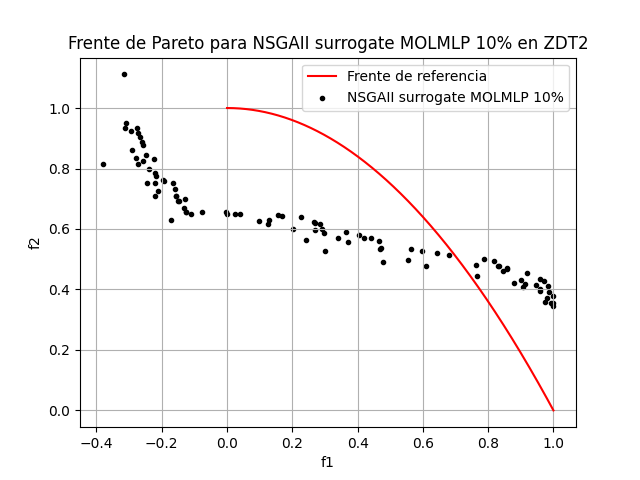 Frente de Pareto para NSGAII surrogate MOLMLP 10% en ZDT2
Frente de referencia
NSGAII surrogate MOLMLP 10%
f2
1.0
0.8
0.6
0.4
0.2
0.0
−0.4 −0.2 0.0 0.2 0.4 0.6 0.8 1.0
f1